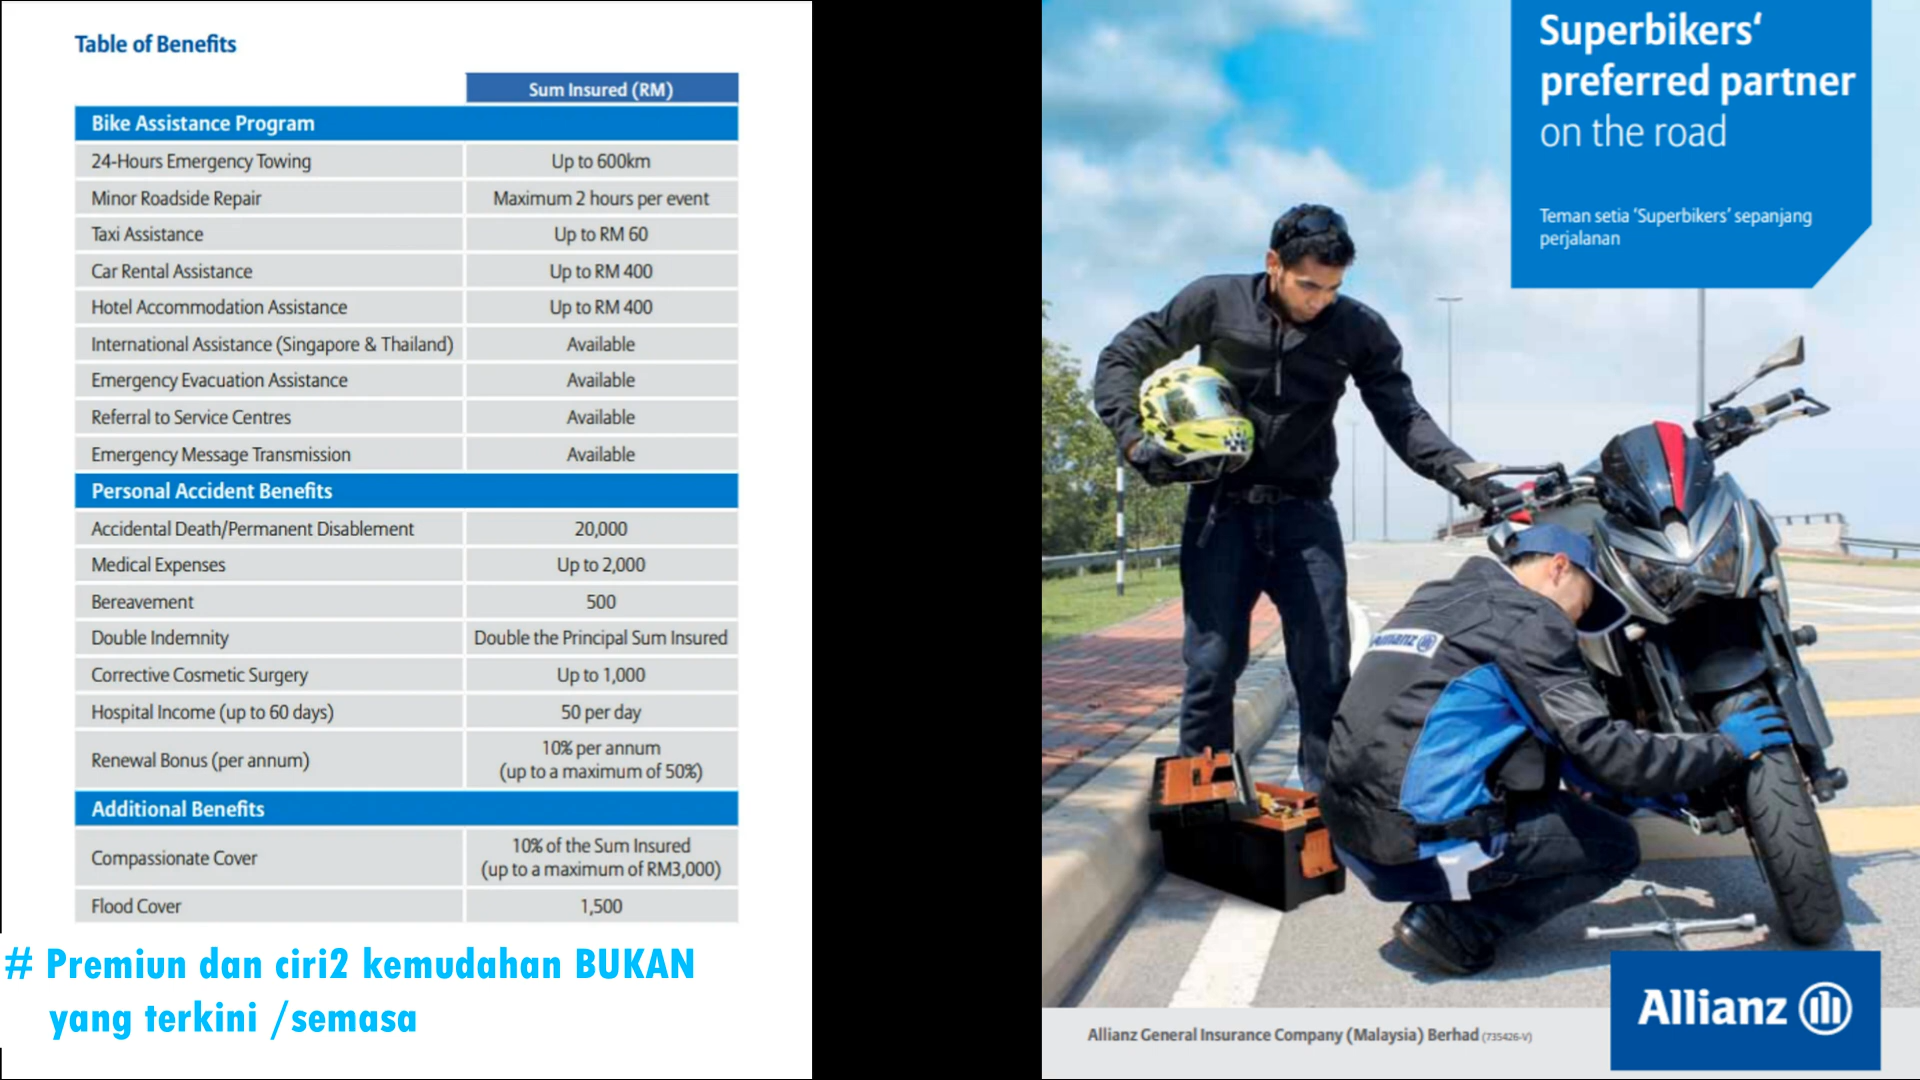 Table of Benefits
Sum Insured (RM)
Bike Assistance Program
24-Hours Emergency Towing Up to 600km
Minor Roadside Repair Maximum 2 hours per event
Taxi Assistance Up to RM 60
Car Rental Assistance Up to RM 400
Hotel Accommodation Assistance Up to RM 400
International Assistance (Singapore & Thailand) Available
Emergency Evacuation Assistance Available
Referral to Service Centres Available
Emergency Message Transmission Available
Personal Accident Benefits
Accidental Death/Permanent Disablement 20,000
Medical Expenses Up to 2,000
Bereavement 500
Double Indemnity Double the Principal Sum Insured
Corrective Cosmetic Surgery Up to 1,000
Hospital Income (up to 60 days) 50 per day
Renewal Bonus (per annum) 10% per annum
(up to a maximum of 50%)
Additional Benefits
Compassionate Cover 10% of the Sum Insured
(up to a maximum of RM3,000)
Flood Cover 1,500
# Premiun dan ciri2 kemudahan BUKAN
yang terkini /semasa
Superbikers‘
preferred partner
on the road
Teman setia ‘Superbikers’ sepanjang
perjalanan
Allianz
Allianz General Insurance Company (Malaysia) Berhad (735426-V)
Allianz